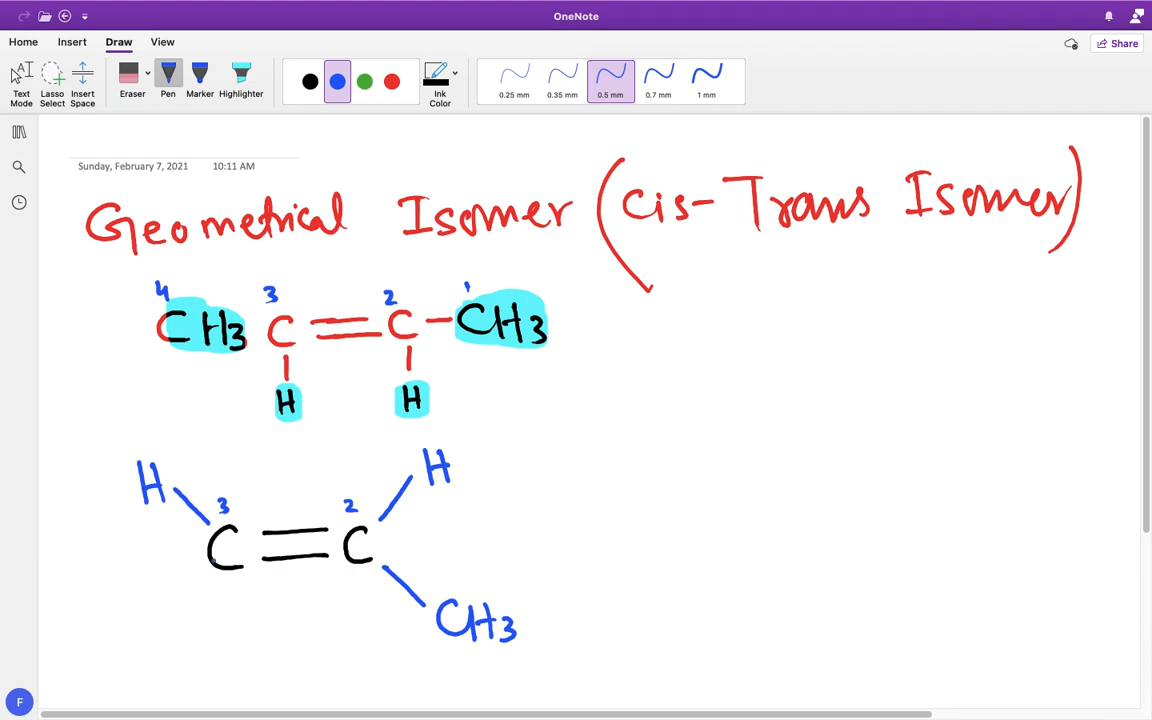 OneNote
Home Insert Draw View
Share
Text Mode Lasso Select Insert Space Eraser Pen Marker Highlighter Ink Color 0.25 mm 0.35 mm 0.5 mm 0.7 mm 1 mm
Sunday, February 7, 2021 10:11 AM
Geometrical Isomer (Cis-Trans Isomer)
4 3 2 1
CH3 C = C - CH3
H H
H H
3 2
C = C
CH3
F